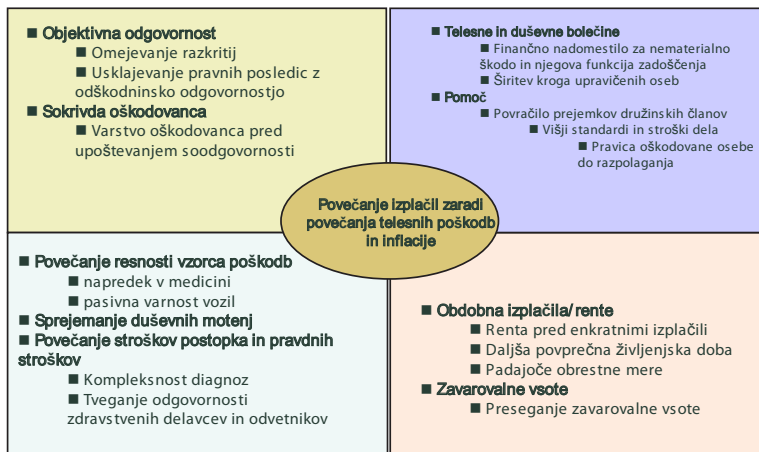 ■ Objektivna odgovornost
■ Omejevanje razkritij
■ Usklajevanje pravnih posledic z
odškodninsko odgovornostjo
■ Sokrivda oškodovanca
■ Varstvo oškodovanca pred
upoštevanjem soodgovornosti
■ Telesne in duševne bolečine
■ Finančno nadomestilo za nematerialno
škodo in njegova funkcija zadoščenja
■ Širitev kroga upravičenih oseb
■ Pomoč
■ Povračilo prejemkov družinskih članov
■ Višji standardi in stroški dela
■ Pravica oškodovane osebe
do razpolaganja
Povečanje izplačil zaradi
povečanja telesnih poškodb
in inflacije
■ Povečanje resnosti vzorca poškodb
■ napredek v medicini
■ pasivna varnost vozil
■ Sprejemanje duševnih motenj
■ Povečanje stroškov postopka in pravdnih
stroškov
■ Kompleksnost diagnoz
■ Tveganje odgovornosti
zdravstvenih delavcev in odvetnikov
■ Obdobna izplačila/ rente
■ Renta pred enkratnimi izplačili
■ Daljša povprečna življenjska doba
■ Padajoče obrestne mere
■ Zavarovalne vsote
■ Preseganje zavarovalne vsote